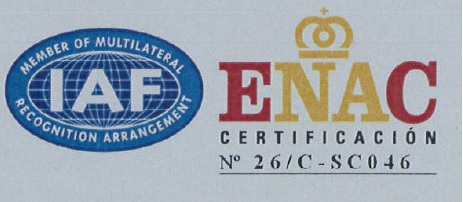 MEMBER OF MULTILATERAL
IAF
RECOGNITION ARRANGEMENT
ENAC
CERTIFICACIÓN
Nº 26/C-SC046